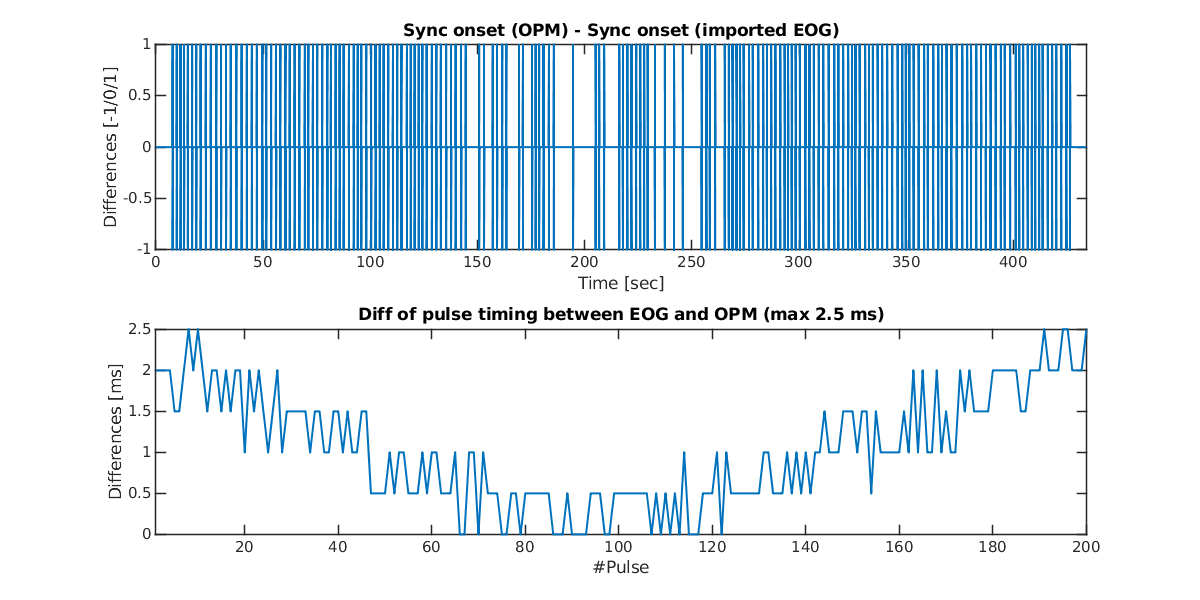 Sync onset (OPM) - Sync onset (imported EOG)
Differences [-1/0/1]
1
0.5
0
-0.5
-1
0 50 100 150 200 250 300 350 400
Time [sec]
Diff of pulse timing between EOG and OPM (max 2.5 ms)
Differences [ms]
2.5
2
1.5
1
0.5
0
20 40 60 80 100 120 140 160 180 200
#Pulse